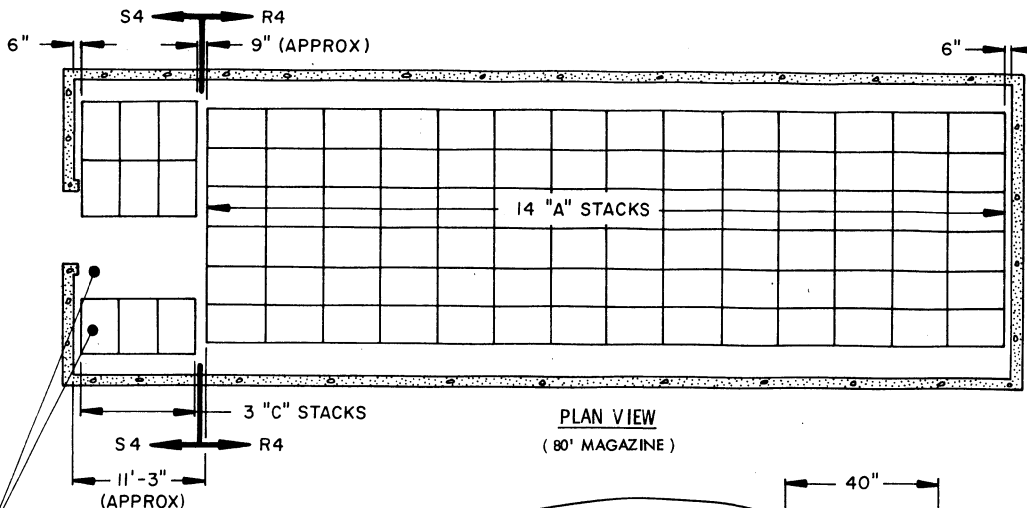 S4 R4
6" 9" (APPROX) 6"
14 "A" STACKS
3 "C" STACKS
S4 R4
PLAN VIEW
(80' MAGAZINE)
11'-3"
(APPROX)
40"